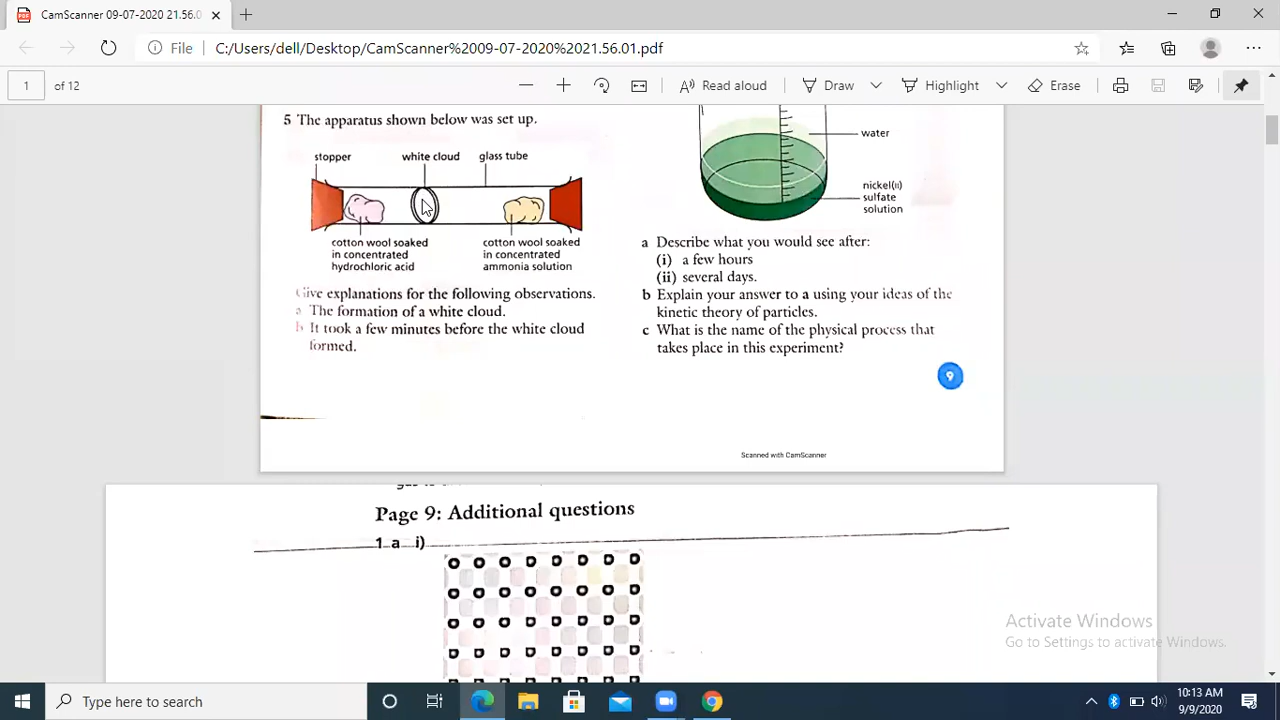 CamScanner 09-07-2020 21.56.0
File
C:/Users/dell/Desktop/CamScanner%2009-07-2020%2021.56.01.pdf
1
of 12
Read aloud
Draw
Highlight
Erase
5 The apparatus shown below was set up.
stopper
white cloud
glass tube
cotton wool soaked
in concentrated
hydrochloric acid
cotton wool soaked
in concentrated
ammonia solution
Give explanations for the following observations.
a The formation of a white cloud.
b It took a few minutes before the white cloud
formed.
water
nickel(II)
sulfate
solution
a Describe what you would see after:
(i) a few hours
(ii) several days.
b Explain your answer to a using your ideas of the
kinetic theory of particles.
c What is the name of the physical process that
takes place in this experiment?
9
Scanned with CamScanner
Page 9: Additional questions
1 a i)
Activate Windows
Go to Settings to activate Windows.
Type here to search
10:13 AM
9/9/2020